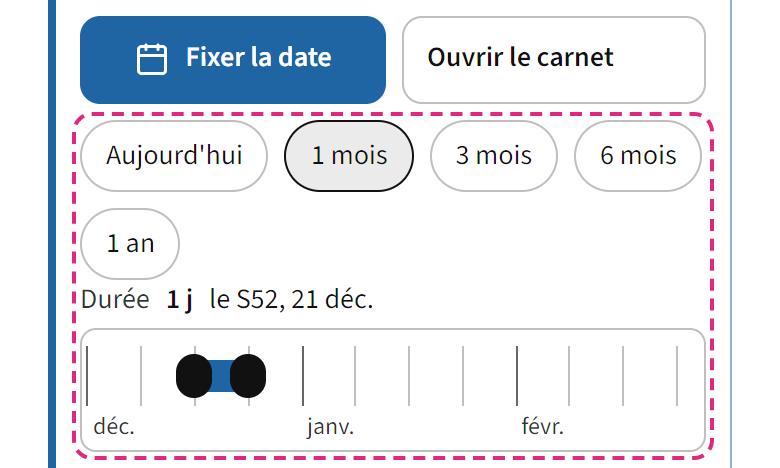 Fixer la date
Ouvrir le carnet
Aujourd'hui
1 mois
3 mois
6 mois
1 an
Durée 1 j le S52, 21 déc.
déc.
janv.
févr.